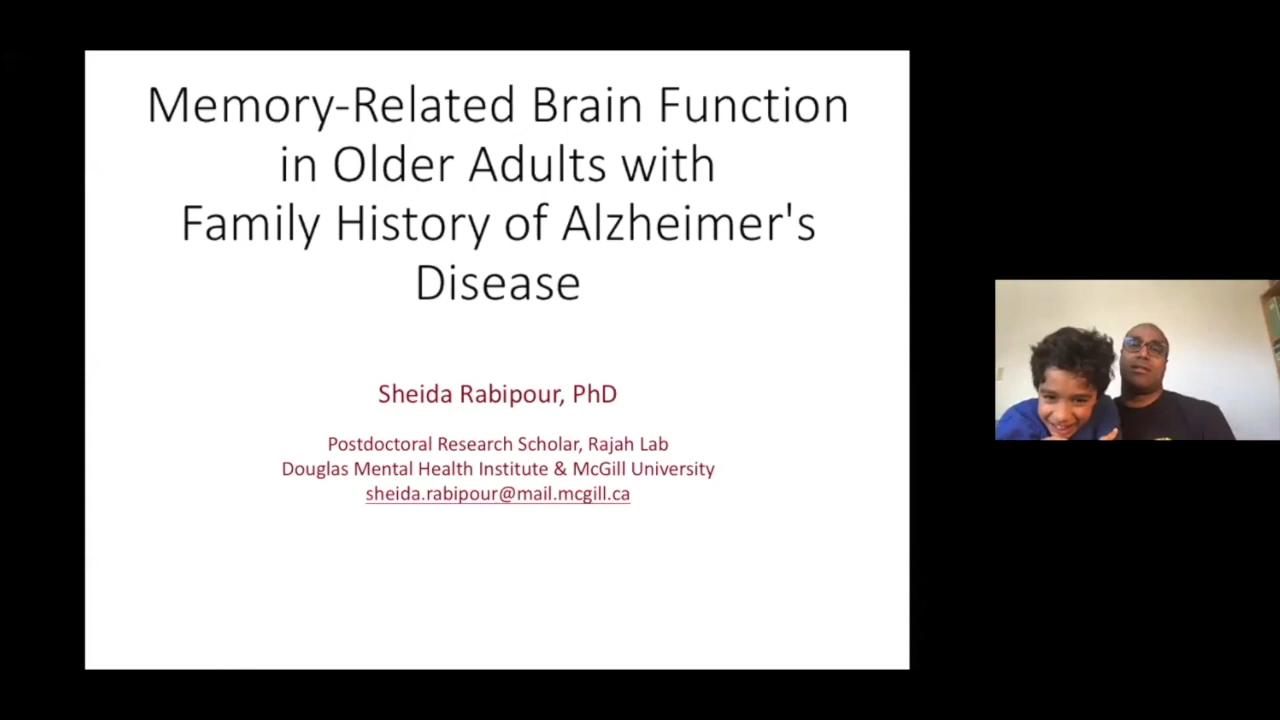 Memory-Related Brain Function
in Older Adults with
Family History of Alzheimer's
Disease
Sheida Rabipour, PhD
Postdoctoral Research Scholar, Rajah Lab
Douglas Mental Health Institute & McGill University
sheida.rabipour@mail.mcgill.ca